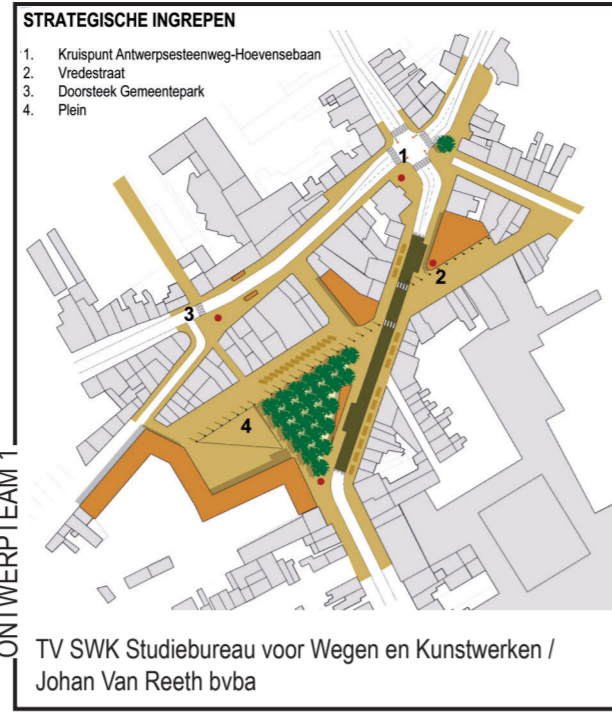 STRATEGISCHE INGREPEN
1. Kruispunt Antwerpsesteenweg-Hoevensebaan
2. Vredestraat
3. Doorsteek Gemeentepark
4. Plein
1
2
3
4
ONTWERPTEAM 1
TV SWK Studiebureau voor Wegen en Kunstwerken /
Johan Van Reeth bvba